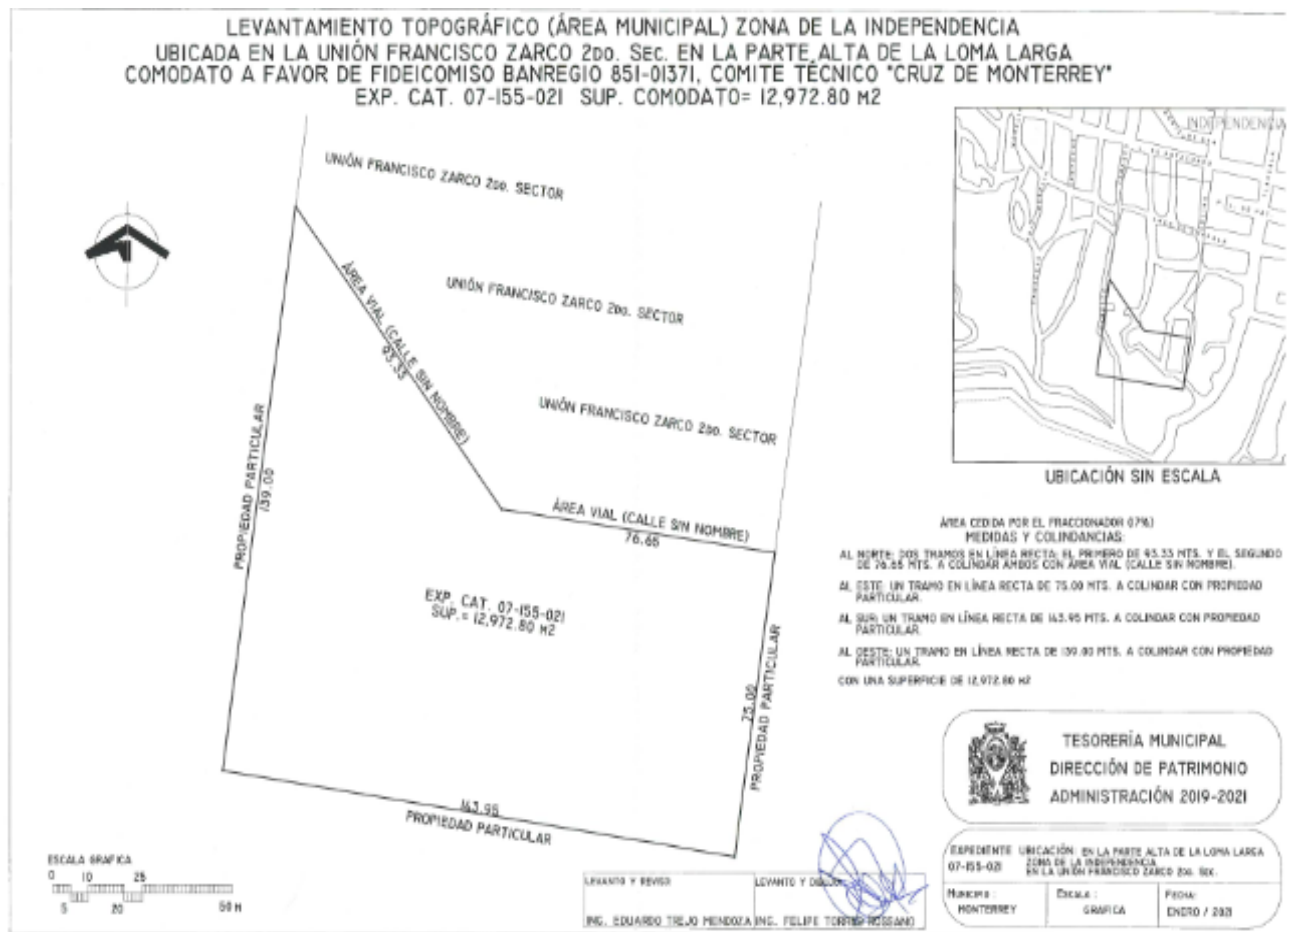 LEVANTAMIENTO TOPOGRÁFICO (ÁREA MUNICIPAL) ZONA DE LA INDEPENDENCIA
UBICADA EN LA UNIÓN FRANCISCO ZARCO 2DO. SEC. EN LA PARTE ALTA DE LA LOMA LARGA
COMODATO A FAVOR DE FIDEICOMISO BANREGIO 851-01371, COMITE TÉCNICO "CRUZ DE MONTERREY"
EXP. CAT. 07-155-021 SUP. COMODATO= 12,972.80 M2
INDEPENDENCIA
UNIÓN FRANCISCO ZARCO 2DO. SECTOR
UNIÓN FRANCISCO ZARCO 2DO. SECTOR
UNIÓN FRANCISCO ZARCO 2DO. SECTOR
ÁREA VIAL (CALLE SIN NOMBRE)
93.33
ÁREA VIAL (CALLE SIN NOMBRE)
76.65
PROPIEDAD PARTICULAR
139.00
EXP. CAT. 07-155-021
SUP.= 12,972.80 M2
75.00
PROPIEDAD PARTICULAR
143.95
PROPIEDAD PARTICULAR
UBICACIÓN SIN ESCALA
ÁREA CEDIDA POR EL FRACCIONADOR
MEDIDAS Y COLINDANCIAS:
AL NORTE: DOS TRAMOS EN LÍNEA RECTA: EL PRIMERO DE 93.33 MTS. Y EL SEGUNDO
DE 76.65 MTS. A COLINDAR AMBOS CON ÁREA VIAL (CALLE SIN NOMBRE).
AL ESTE: UN TRAMO EN LÍNEA RECTA DE 75.00 MTS. A COLINDAR CON PROPIEDAD
PARTICULAR.
AL SUR: UN TRAMO EN LÍNEA RECTA DE 143.95 MTS. A COLINDAR CON PROPIEDAD
PARTICULAR.
AL OESTE: UN TRAMO EN LÍNEA RECTA DE 139.00 MTS. A COLINDAR CON PROPIEDAD
PARTICULAR.
CON UNA SUPERFICIE DE 12,972.80 M2
TESORERÍA MUNICIPAL
DIRECCIÓN DE PATRIMONIO
ADMINISTRACIÓN 2019-2021
EXPEDIENTE
07-155-021
UBICACIÓN: EN LA PARTE ALTA DE LA LOMA LARGA
ZONA DE LA INDEPENDENCIA
EN LA UNIÓN FRANCISCO ZARCO 2DO. SEC.
MUNICIPIO:
MONTERREY
ESCALA:
GRAFICA
FECHA:
ENERO / 2021
ESCALA GRAFICA
0 10 25
5 20 50 M
LEVANTO Y REVISO
ING. EDUARDO TREJO MENDOZA
LEVANTO Y DIBUJO
ING. FELIPE TORRES ROSSANO